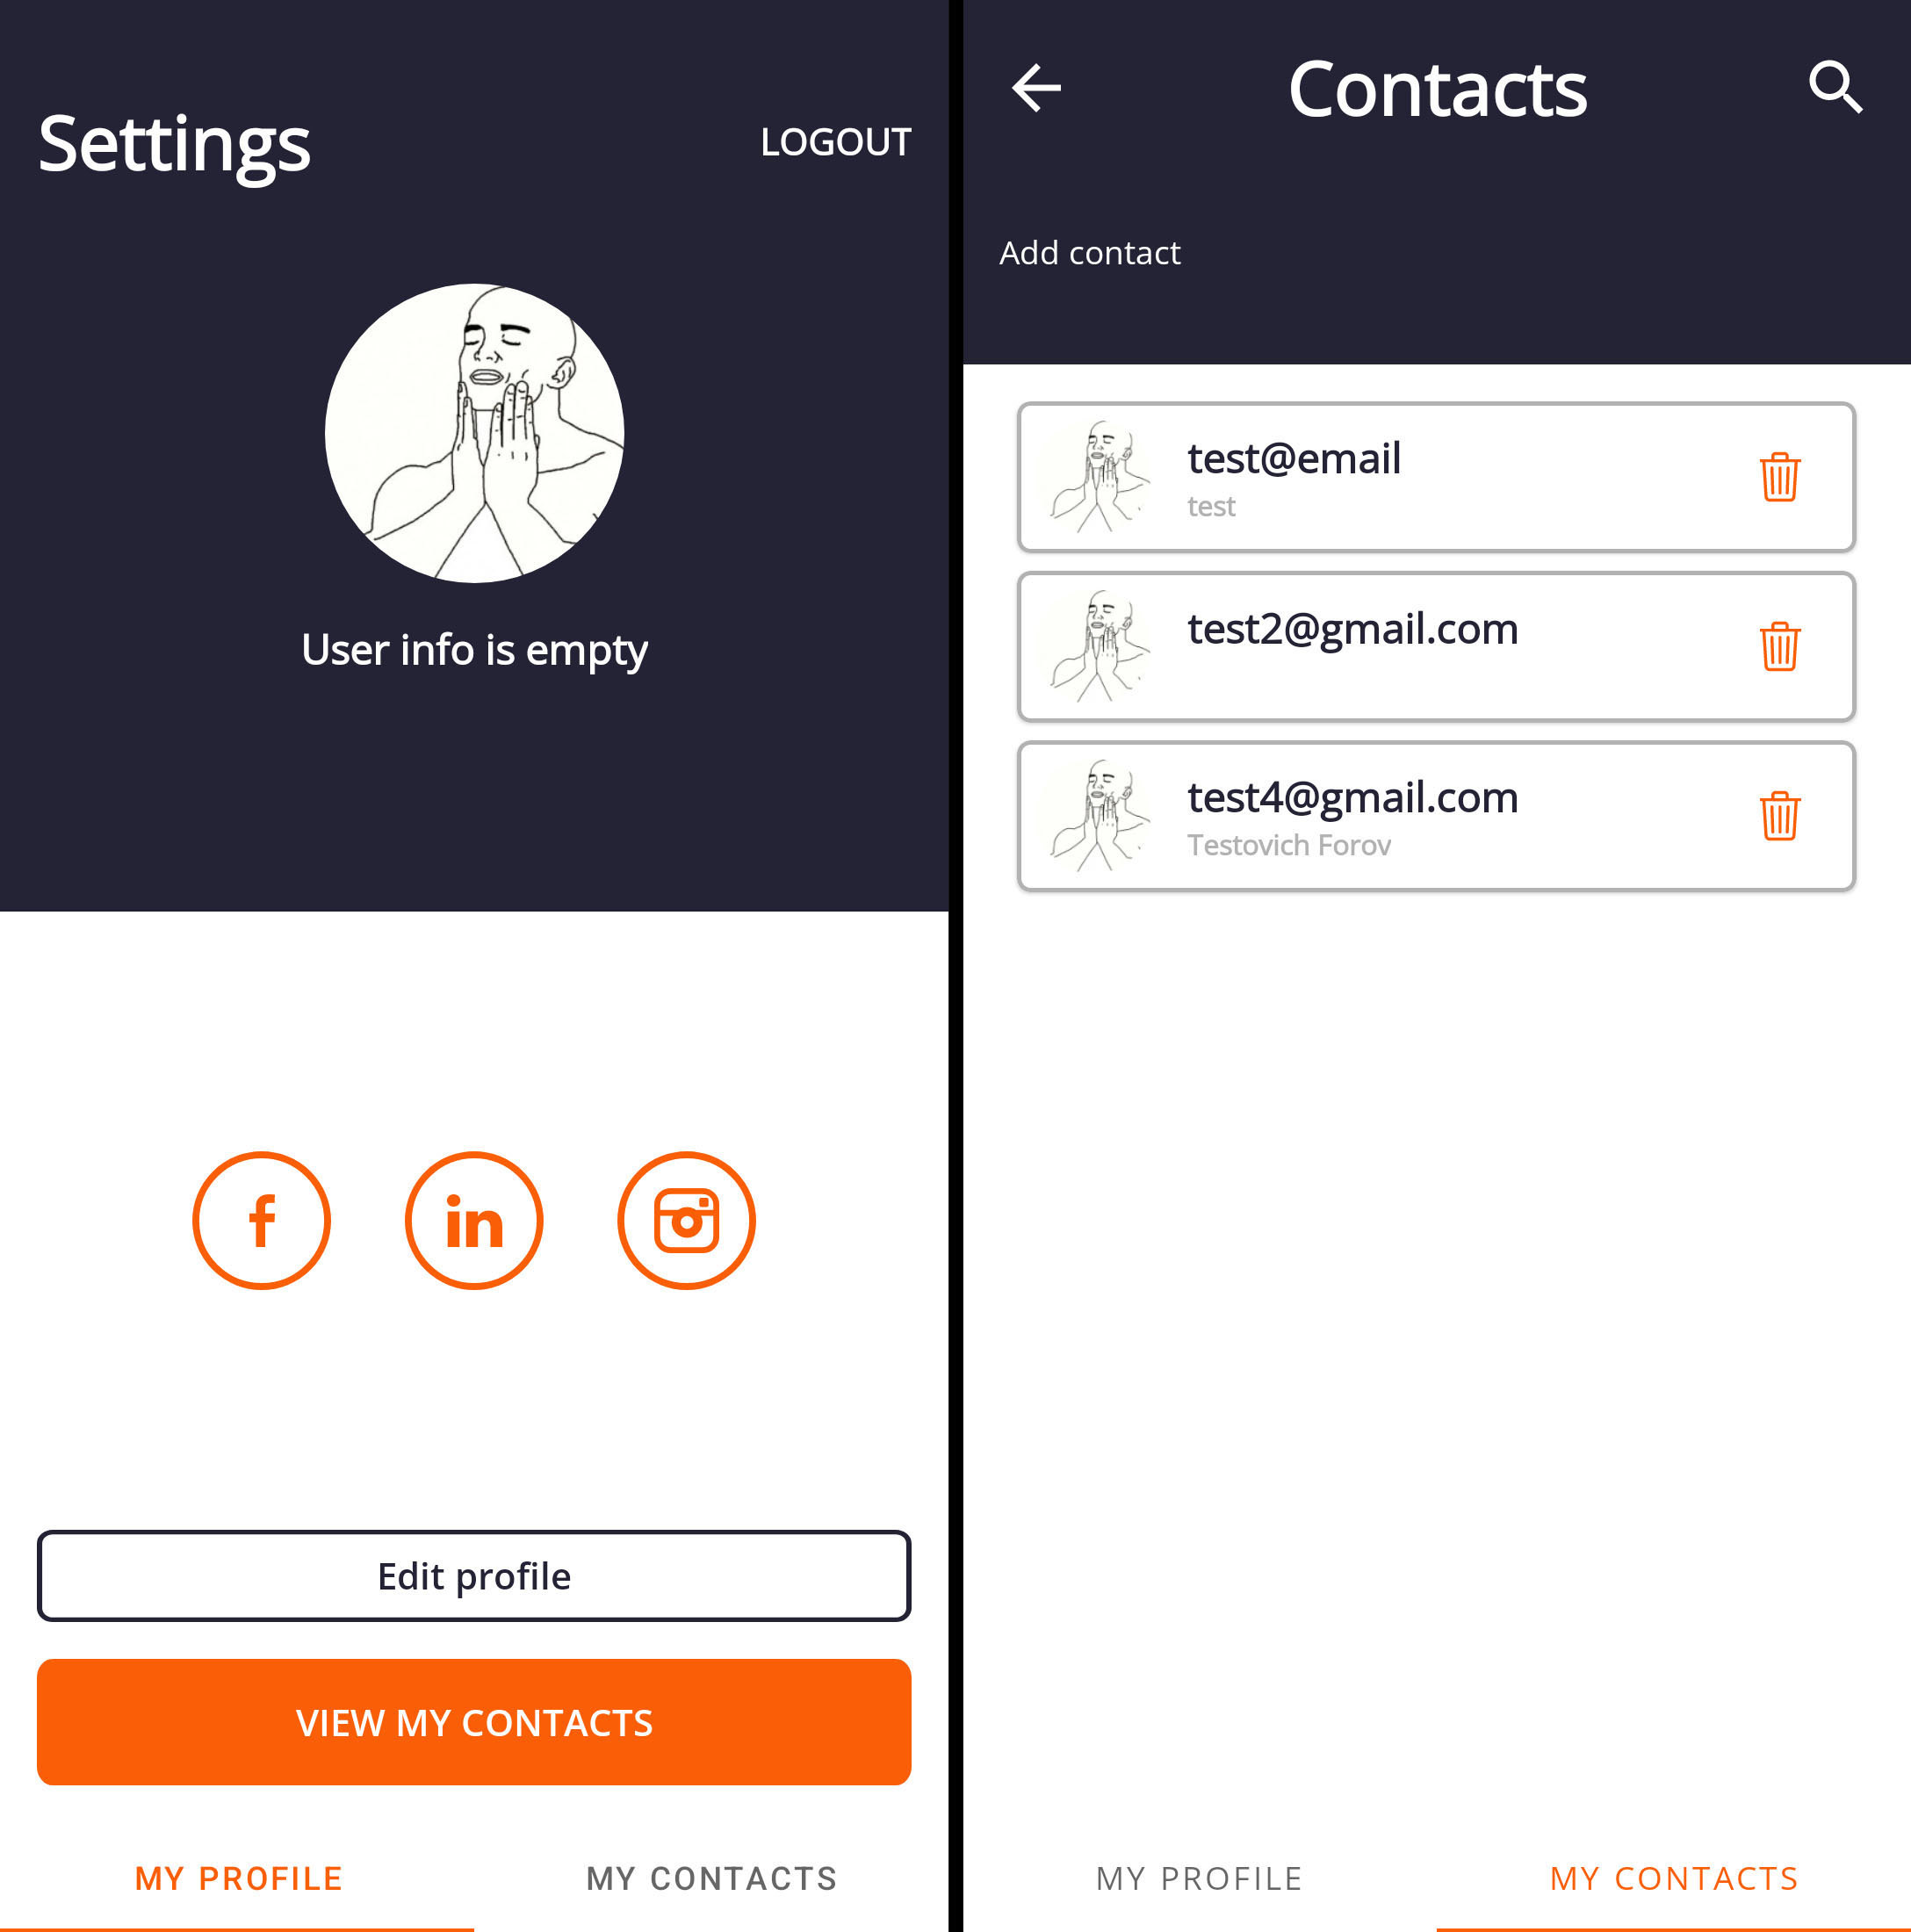 Settings
LOGOUT
User info is empty
f
in
Edit profile
VIEW MY CONTACTS
MY PROFILE
MY CONTACTS
Contacts
Add contact
test@email
test
test2@gmail.com
test4@gmail.com
Testovich Forov
MY PROFILE
MY CONTACTS